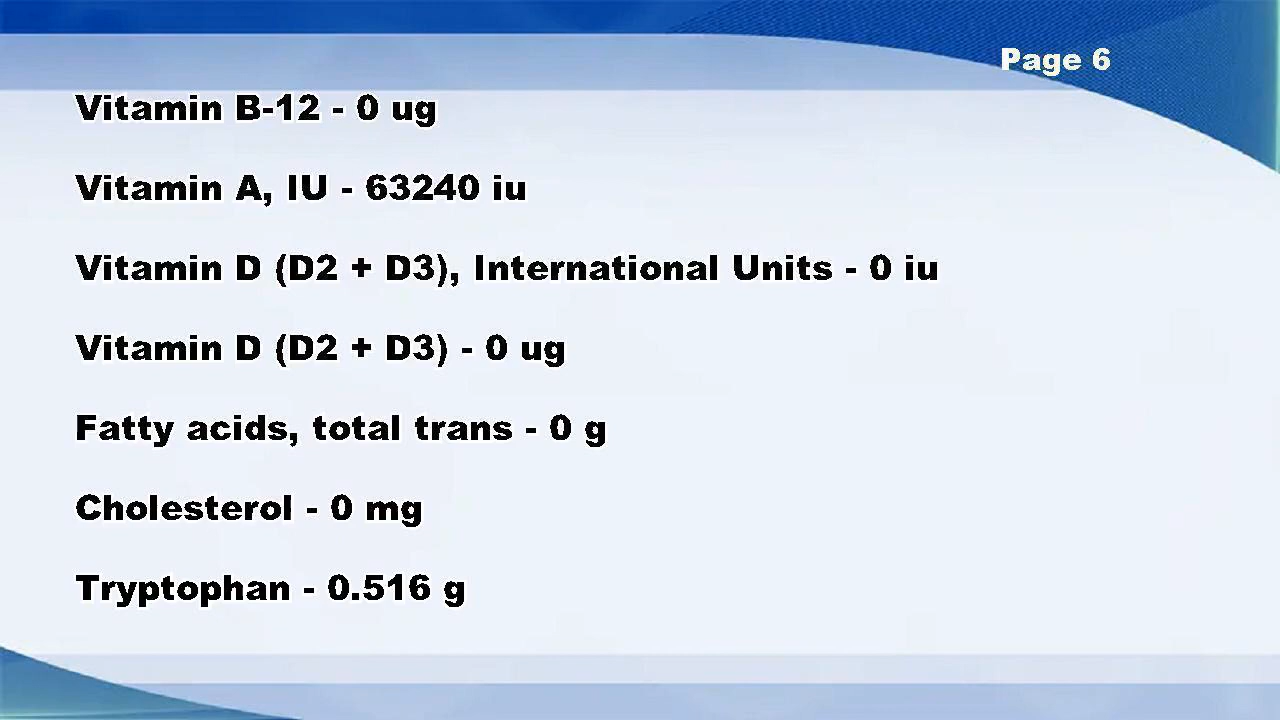 Page 6
Vitamin B-12 - 0 ug
Vitamin A, IU - 63240 iu
Vitamin D (D2 + D3), International Units - 0 iu
Vitamin D (D2 + D3) - 0 ug
Fatty acids, total trans - 0 g
Cholesterol - 0 mg
Tryptophan - 0.516 g